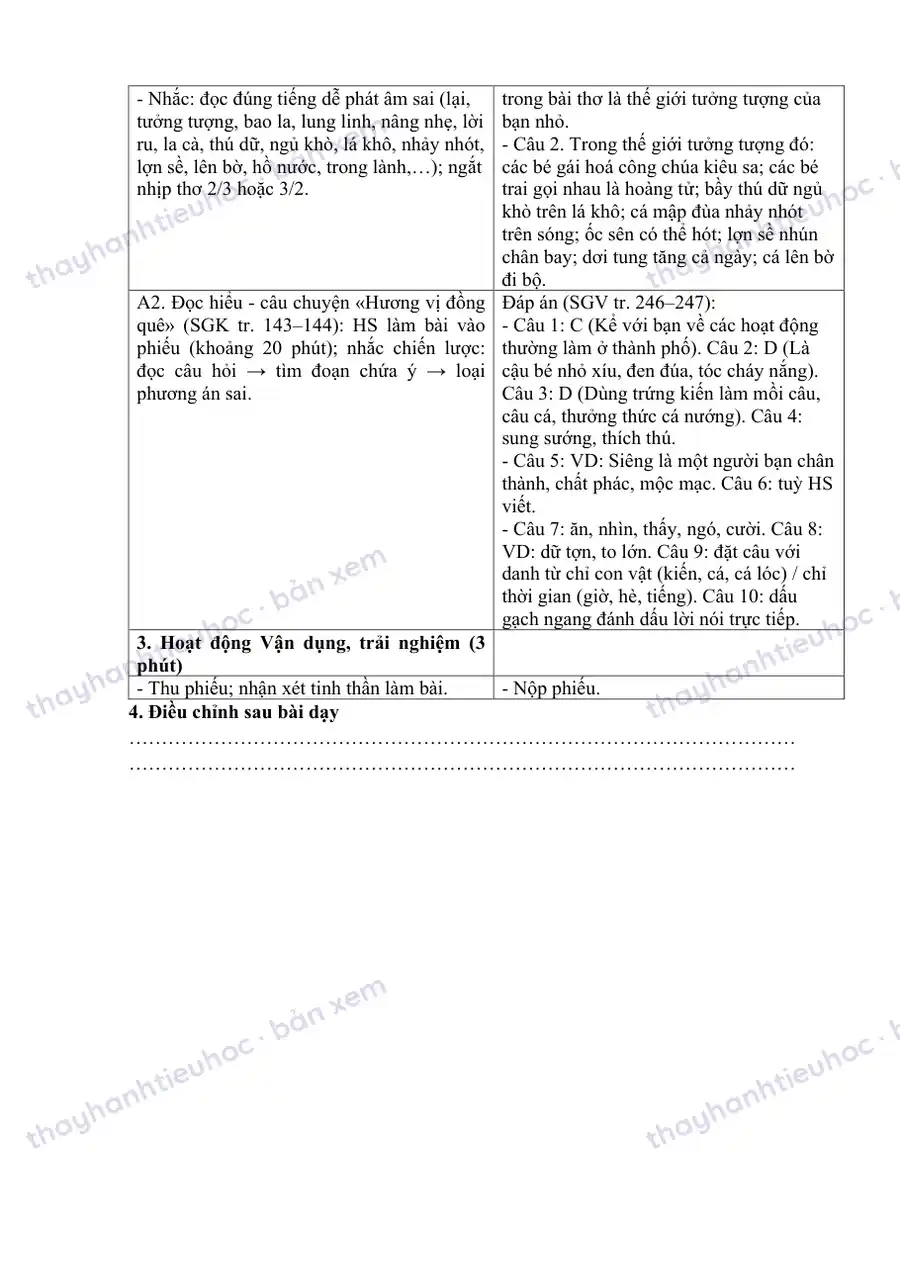 - Nhắc: đọc đúng tiếng dễ phát âm sai (lại,
tưởng tượng, bao la, lung linh, nâng nhẹ, lời
ru, la cà, thú dữ, ngủ khò, lá khô, nhảy nhót,
lợn sề, lên bờ, hồ nước, trong lành,…); ngắt
nhịp thơ 2/3 hoặc 3/2.
trong bài thơ là thế giới tưởng tượng của
bạn nhỏ.
- Câu 2. Trong thế giới tưởng tượng đó:
các bé gái hoá công chúa kiệu sa; các bé
trai gọi nhau là hoàng tử; bầy thú dữ ngủ
khò trên lá khô; cá mập đùa nhảy nhót
trên sóng; ốc sên có thể hót; lợn sề nhún
chân bay; dơi tung tăng cả ngày; cá lên bờ
đi bộ.
A2. Đọc hiểu - câu chuyện «Hương vị đồng
quê» (SGK tr. 143–144): HS làm bài vào
phiếu (khoảng 20 phút); nhắc chiến lược:
đọc câu hỏi → tìm đoạn chứa ý → loại
phương án sai.
Đáp án (SGV tr. 246–247):
- Câu 1: C (Kể với bạn về các hoạt động
thường làm ở thành phố). Câu 2: D (Là
cậu bé nhỏ xíu, đen đúa, tóc cháy nắng).
Câu 3: D (Dùng trứng kiến làm mồi câu,
câu cá, thưởng thức cá nướng). Câu 4:
sung sướng, thích thú.
- Câu 5: VD: Siêng là một người bạn chân
thành, chất phác, mộc mạc. Câu 6: tuỳ HS
viết.
- Câu 7: ăn, nhìn, thấy, ngó, cười. Câu 8:
VD: dữ tợn, to lớn. Câu 9: đặt câu với
danh từ chỉ con vật (kiến, cá, cá lóc) / chỉ
thời gian (giờ, hè, tiếng). Câu 10: dấu
gạch ngang đánh dấu lời nói trực tiếp.
3. Hoạt động Vận dụng, trải nghiệm (3
phút)
- Thu phiếu; nhận xét tinh thần làm bài.
- Nộp phiếu.
4. Điều chỉnh sau bài dạy
……………………………………………………………………………………………
……………………………………………………………………………………………
thayhanhtieuhoc · bản xem
thayhanhtieuhoc · b
thayhanhtieuhoc · bản xem
thayhanhtieuhoc · b
thayhanhtieuhoc · bản xem
thayhanhtieuhoc · b